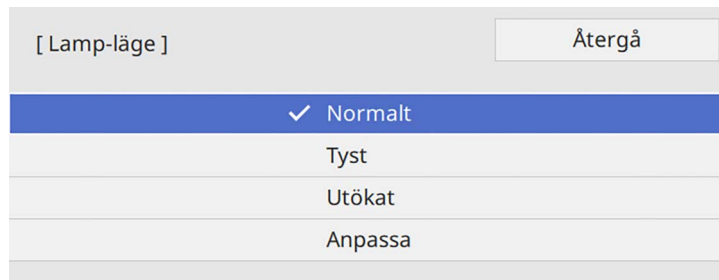 [ Lamp-läge ]
Återgå
Normalt
Tyst
Utökat
Anpassa